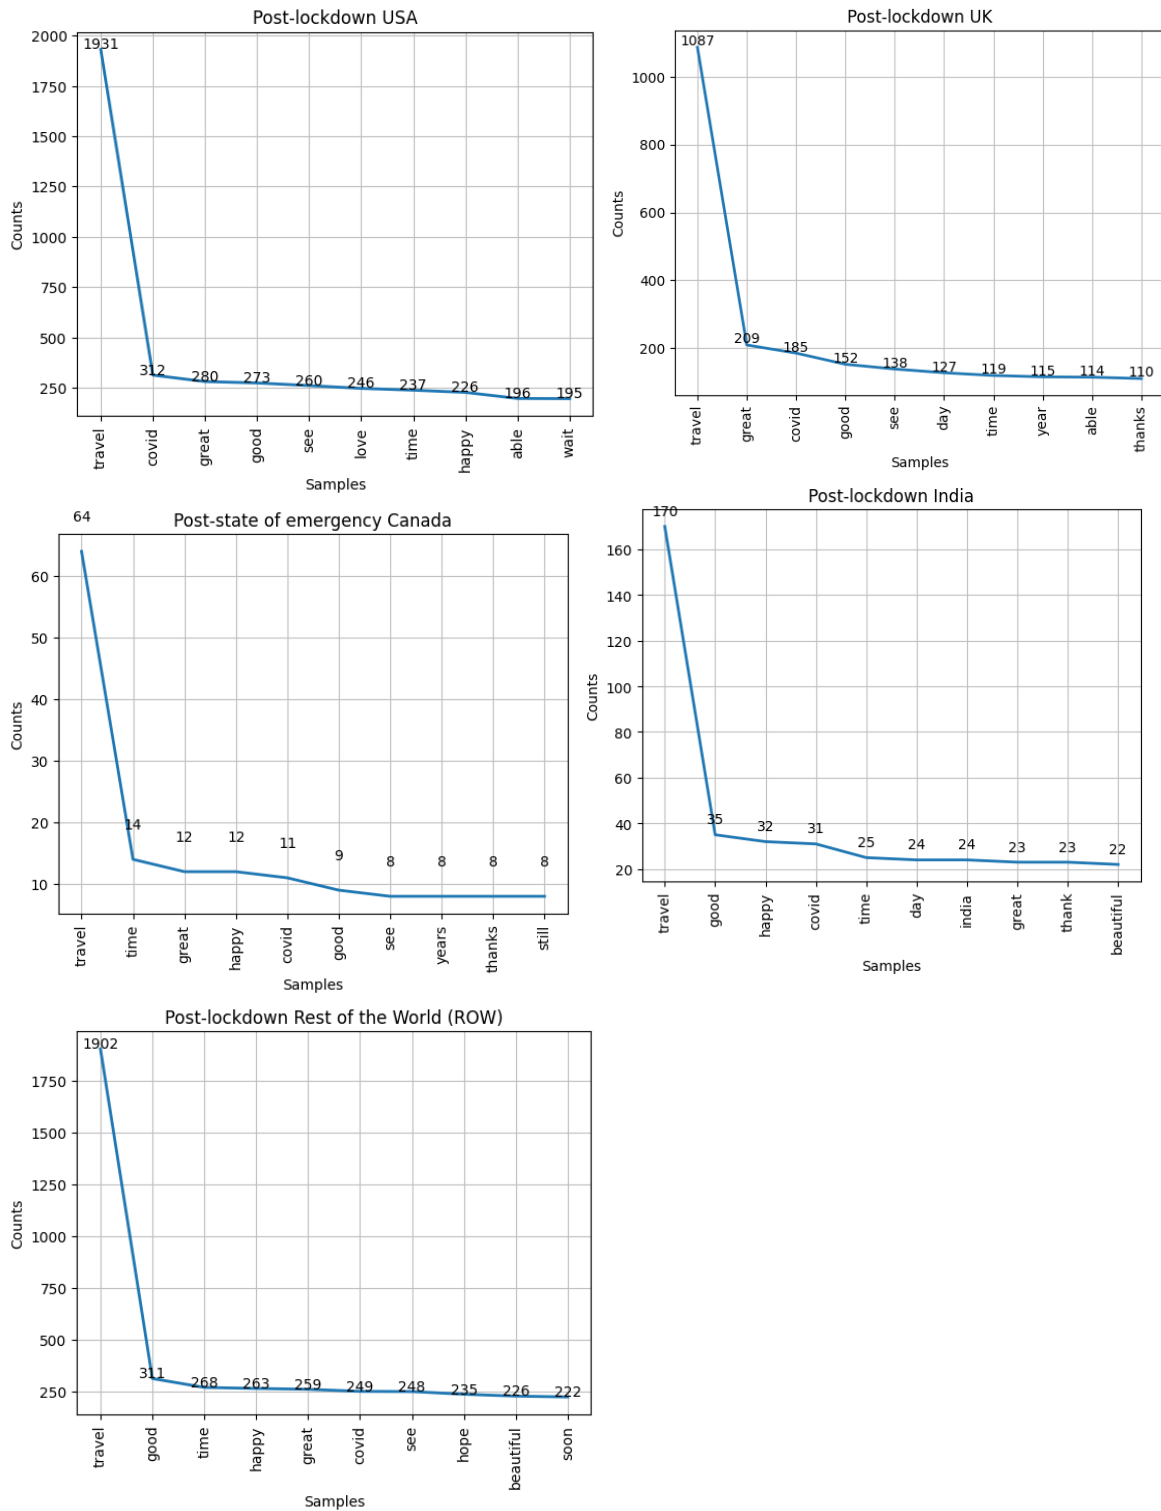 Post-lockdown USA
2000
1750
1500
1250
1000
750
500
250
Counts
1931
312
280
273
260
246
237
226
196
195
travel
covid
great
good
see
love
time
happy
able
wait
Samples
Post-lockdown UK
1000
800
600
400
200
Counts
1087
209
185
152
138
127
119
115
114
110
travel
great
covid
good
see
day
time
year
able
thanks
Samples
Post-state of emergency Canada
60
50
40
30
20
10
Counts
64
14
12
12
11
9
8
8
8
8
travel
time
great
happy
covid
good
see
years
thanks
still
Samples
Post-lockdown India
160
140
120
100
80
60
40
20
Counts
170
35
32
31
25
24
24
23
23
22
travel
good
happy
covid
time
day
india
great
thank
beautiful
Samples
Post-lockdown Rest of the World (ROW)
1750
1500
1250
1000
750
500
250
Counts
1902
311
268
263
259
249
248
235
226
222
travel
good
time
happy
great
covid
see
hope
beautiful
soon
Samples